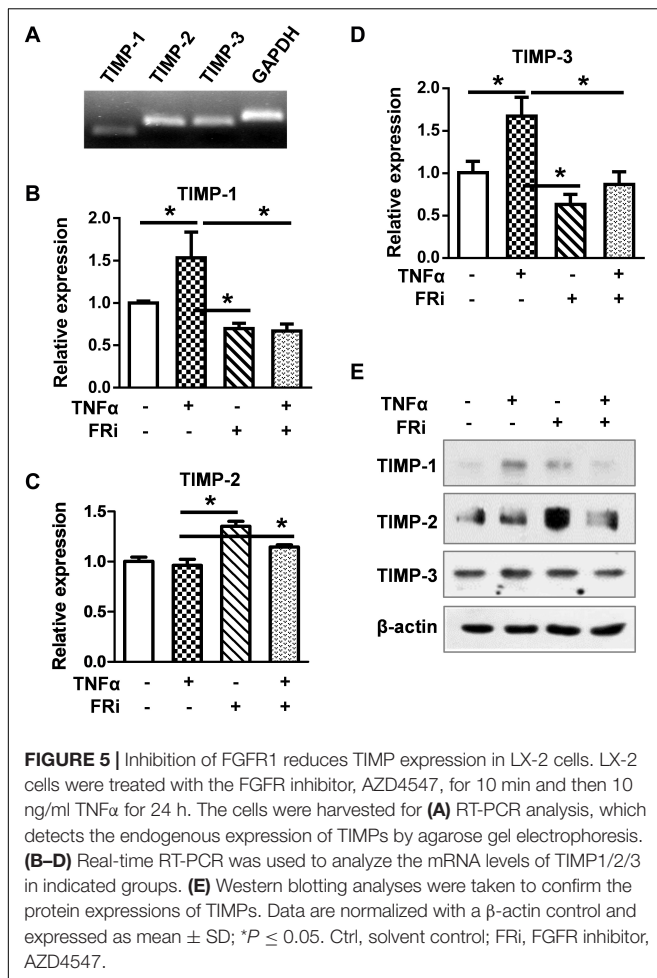 A
TIMP-1 TIMP-2 TIMP-3 GAPDH
B
TIMP-1
Relative expression
2.0
1.5
1.0
0.5
0.0
* *
*
TNFα - + - +
FRi - - + +
C
TIMP-2
Relative expression
1.5
1.0
0.5
0.0
*
*
TNFα - + - +
FRi - - + +
D
TIMP-3
Relative expression
2.0
1.5
1.0
0.5
0.0
* *
*
TNFα - + - +
FRi - - + +
E
TNFα - + - +
FRi - - + +
TIMP-1
TIMP-2
TIMP-3
β-actin
FIGURE 5 | Inhibition of FGFR1 reduces TIMP expression in LX-2 cells. LX-2
cells were treated with the FGFR inhibitor, AZD4547, for 10 min and then 10
ng/ml TNFα for 24 h. The cells were harvested for (A) RT-PCR analysis, which
detects the endogenous expression of TIMPs by agarose gel electrophoresis.
(B–D) Real-time RT-PCR was used to analyze the mRNA levels of TIMP1/2/3
in indicated groups. (E) Western blotting analyses were taken to confirm the
protein expressions of TIMPs. Data are normalized with a β-actin control and
expressed as mean ± SD; *P ≤ 0.05. Ctrl, solvent control; FRi, FGFR inhibitor,
AZD4547.